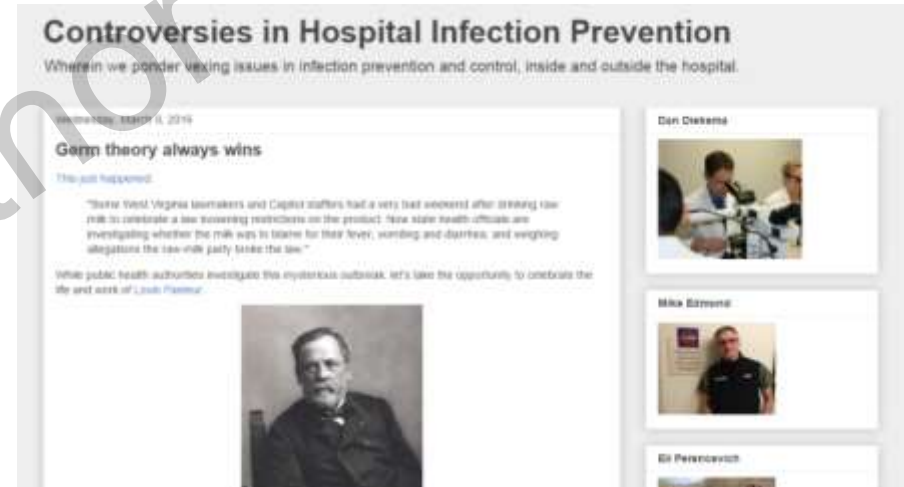 Controversies in Hospital Infection Prevention
Wherein we ponder vexing issues in infection prevention and control, inside and outside the hospital.
Wednesday, March 9, 2016
Germ theory always wins
This just happened:
"Some West Virginia lawmakers and Capitol staffers had a very bad weekend after drinking raw
milk to celebrate a law loosening restrictions on the product. Now state health officials are
investigating whether the milk was to blame for their fever, vomiting and diarrhea, and weighing
allegations the raw-milk party broke the law."
While public health authorities investigate this mysterious outbreak, let's take the opportunity to celebrate the
life and work of Louis Pasteur.
Dan Diekema
Mike Edmond
Eli Perencevich